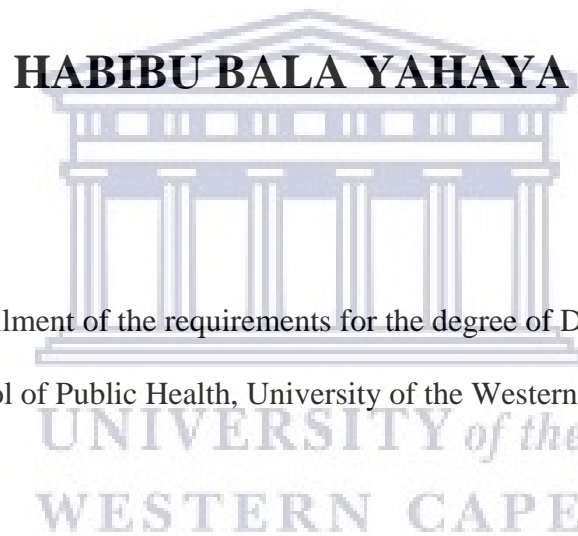 HABIBU BALA YAHAYA
lment of the requirements for the degree of D
ol of Public Health, University of the Western
UNIVERSITY of the
WESTERN CAPE